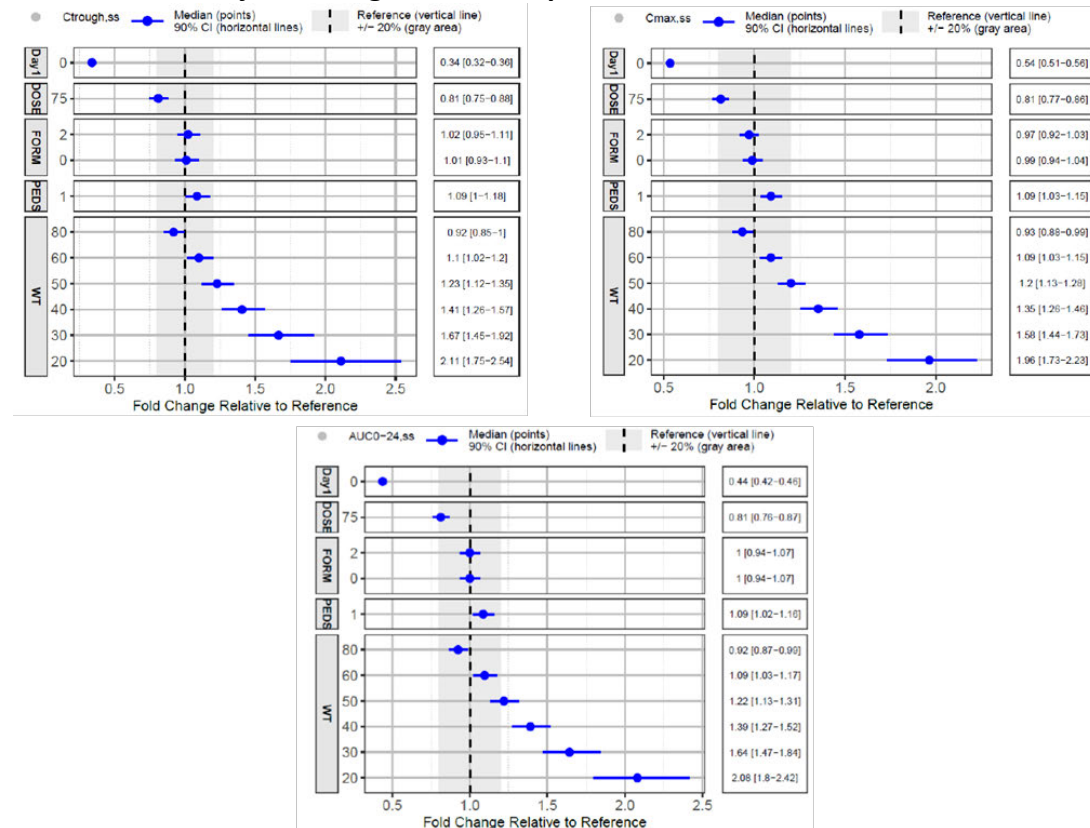 Ctrough,ss
Median (points)
90% CI (horizontal lines)
Reference (vertical line)
+/− 20% (gray area)
Day1
0
0.34 [0.32−0.36]
DOSE
75
0.81 [0.75−0.88]
FORM
2
1.02 [0.95−1.11]
0
1.01 [0.93−1.1]
PEDS
1
1.09 [1−1.18]
WT
80
0.92 [0.85−1]
60
1.1 [1.02−1.2]
50
1.23 [1.12−1.35]
40
1.41 [1.26−1.57]
30
1.67 [1.45−1.92]
20
2.11 [1.75−2.54]
0.5 1.0 1.5 2.0 2.5
Fold Change Relative to Reference
Cmax,ss
Median (points)
90% CI (horizontal lines)
Reference (vertical line)
+/− 20% (gray area)
Day1
0
0.54 [0.51−0.56]
DOSE
75
0.81 [0.77−0.86]
FORM
2
0.97 [0.92−1.03]
0
0.99 [0.94−1.04]
PEDS
1
1.09 [1.03−1.15]
WT
80
0.93 [0.88−0.99]
60
1.09 [1.03−1.15]
50
1.2 [1.13−1.28]
40
1.35 [1.26−1.46]
30
1.58 [1.44−1.73]
20
1.96 [1.73−2.23]
0.5 1.0 1.5 2.0
Fold Change Relative to Reference
AUC0−24,ss
Median (points)
90% CI (horizontal lines)
Reference (vertical line)
+/− 20% (gray area)
Day1
0
0.44 [0.42−0.46]
DOSE
75
0.81 [0.76−0.87]
FORM
2
1 [0.94−1.07]
0
1 [0.94−1.07]
PEDS
1
1.09 [1.02−1.16]
WT
80
0.92 [0.87−0.99]
60
1.09 [1.03−1.17]
50
1.22 [1.13−1.31]
40
1.39 [1.27−1.52]
30
1.64 [1.47−1.84]
20
2.08 [1.8−2.42]
0.5 1.0 1.5 2.0 2.5
Fold Change Relative to Reference